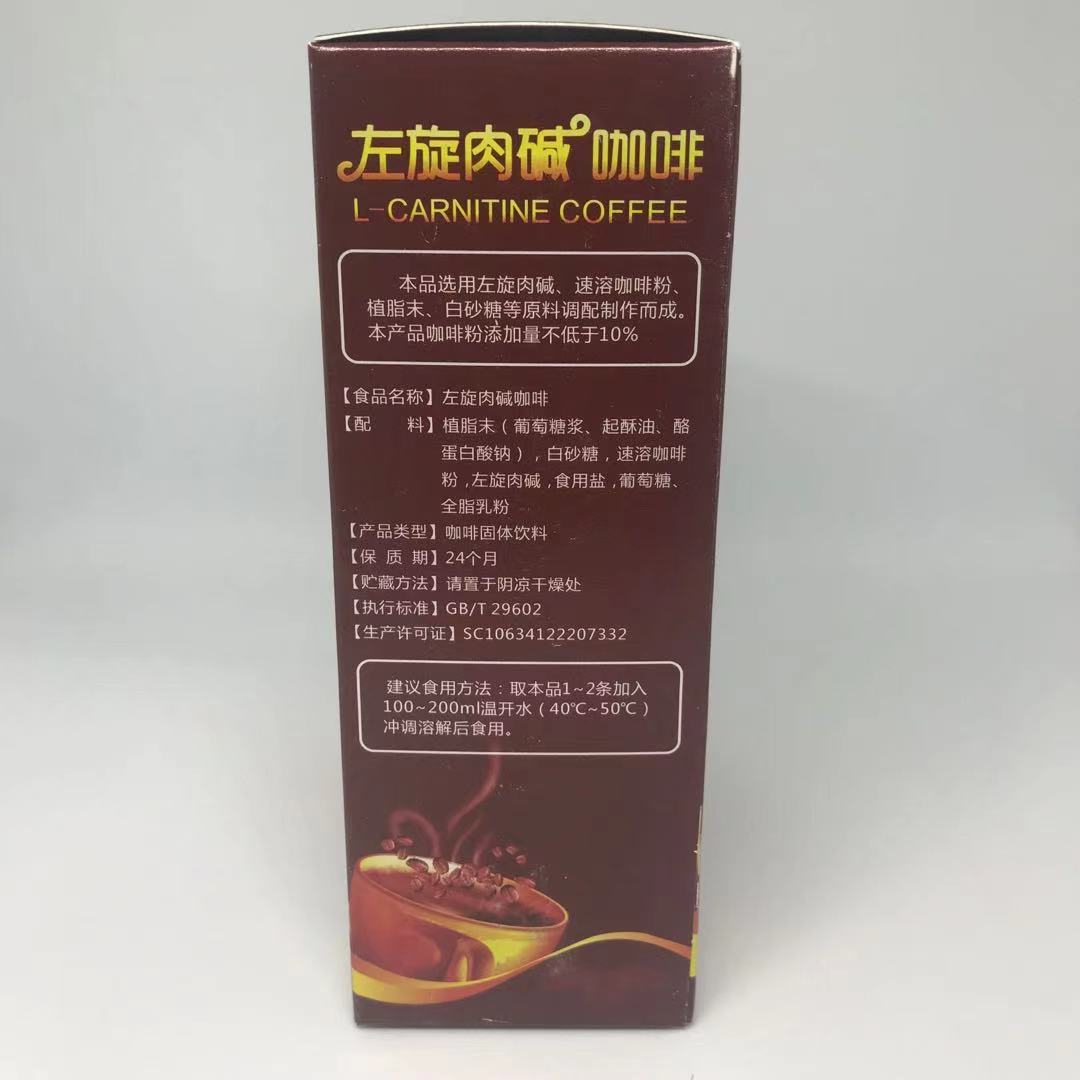 左旋肉碱咖啡
L-CARNITINE COFFEE
本品选用左旋肉碱、速溶咖啡粉、
植脂末、白砂糖等原料调配制作而成。
本产品咖啡粉添加量不低于10%
【食品名称】左旋肉碱咖啡
【配 料】植脂末（葡萄糖浆、起酥油、酪
蛋白酸钠），白砂糖，速溶咖啡
粉，左旋肉碱，食用盐，葡萄糖、
全脂乳粉
【产品类型】咖啡固体饮料
【保 质 期】24个月
【贮藏方法】请置于阴凉干燥处
【执行标准】GB/T 29602
【生产许可证】SC10634122207332
建议食用方法：取本品1~2条加入
100~200ml温开水（40℃~50℃）
冲调溶解后食用。